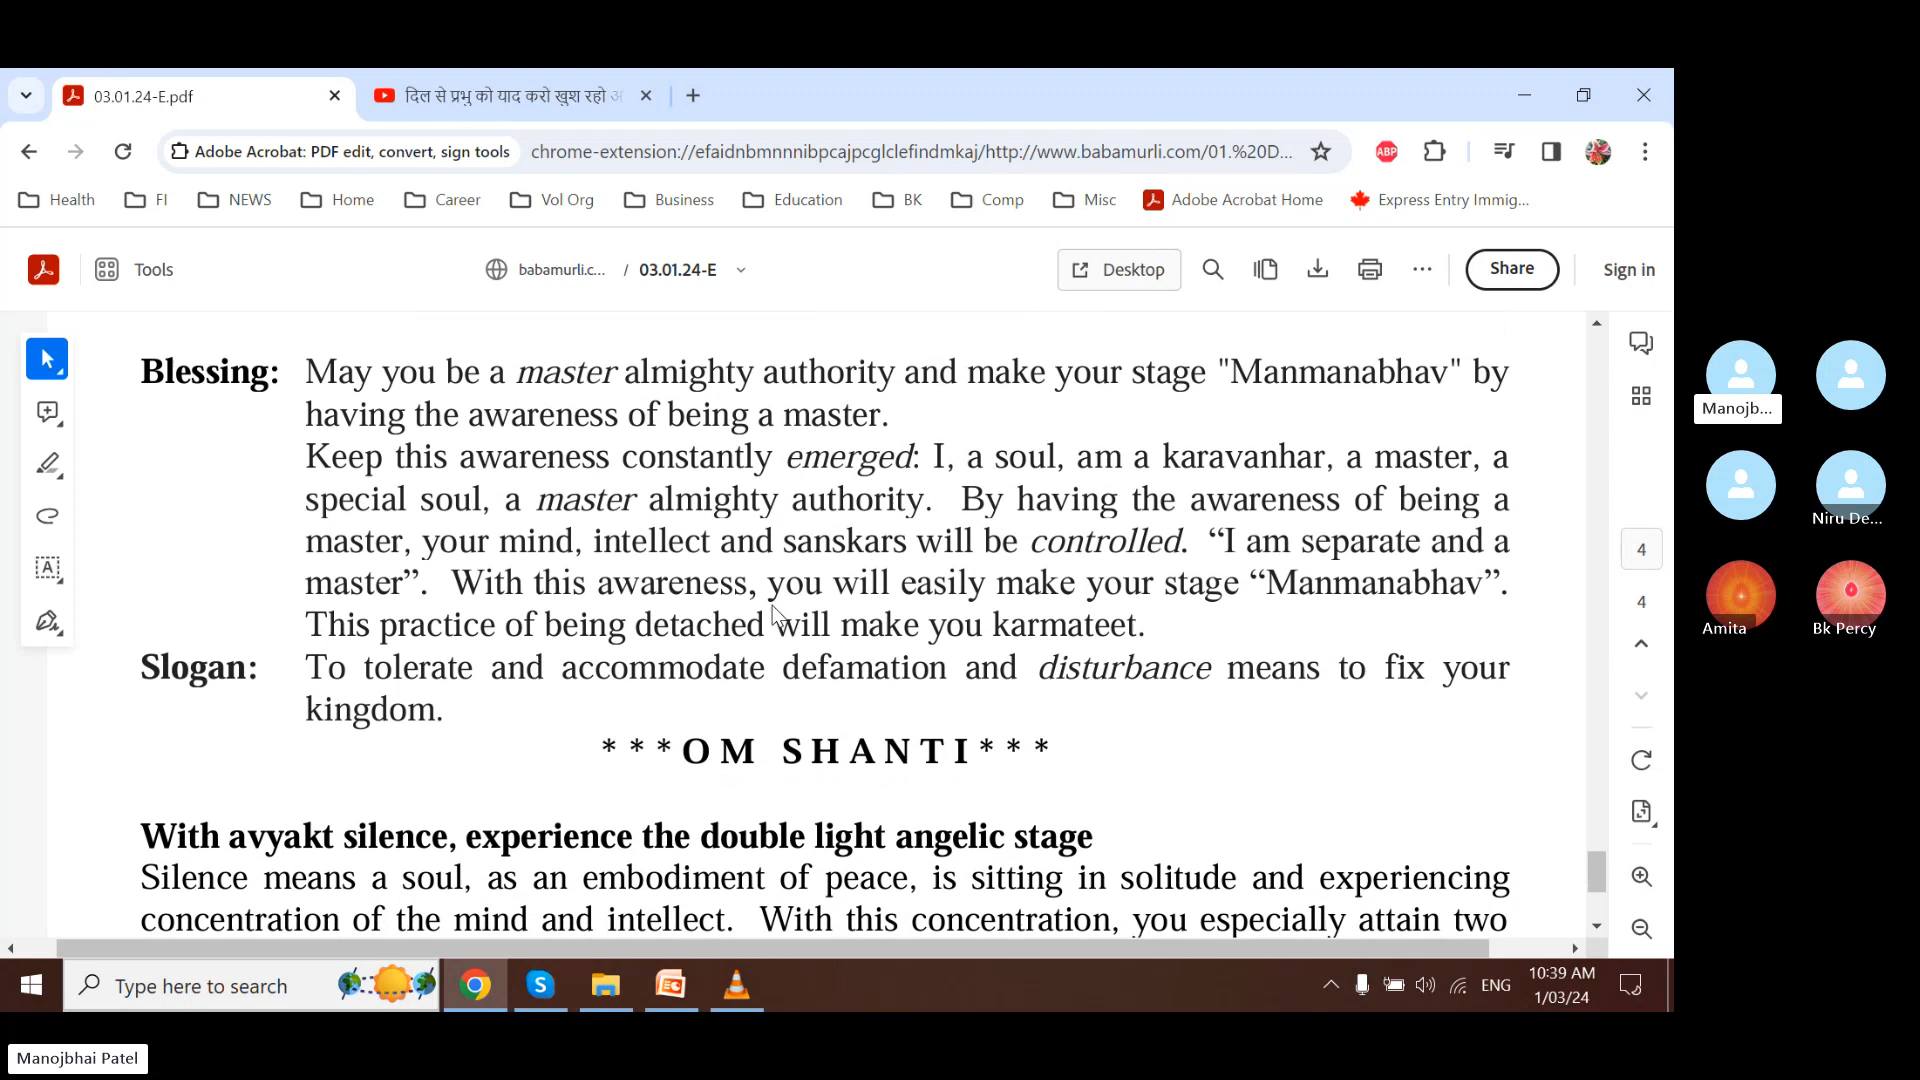 03.01.24-E.pdf
दिल से प्रभु को याद करो खुश रहो
Adobe Acrobat: PDF edit, convert, sign tools
chrome-extension://efaidnbmnnnibpcajpcglclefindmkaj/http://www.babamurli.com/01.%20D...
ABP
Health
FI
NEWS
Home
Career
Vol Org
Business
Education
BK
Comp
Misc
Adobe Acrobat Home
Express Entry Immig...
Tools
babamurli.c... / 03.01.24-E
Desktop
Share
Sign in
Blessing: May you be a master almighty authority and make your stage "Manmanabhav" by
having the awareness of being a master.
Keep this awareness constantly emerged: I, a soul, am a karavanhar, a master, a
special soul, a master almighty authority. By having the awareness of being a
master, your mind, intellect and sanskars will be controlled. “I am separate and a
master”. With this awareness, you will easily make your stage “Manmanabhav”.
This practice of being detached will make you karmateet.
Slogan: To tolerate and accommodate defamation and disturbance means to fix your
kingdom.
***OM SHANTI***
With avyakt silence, experience the double light angelic stage
Silence means a soul, as an embodiment of peace, is sitting in solitude and experiencing
concentration of the mind and intellect. With this concentration, you especially attain two
4
4
Manojb...
Niru De...
Amita
Bk Percy
Type here to search
ENG
10:39 AM
1/03/24
Manojbhai Patel